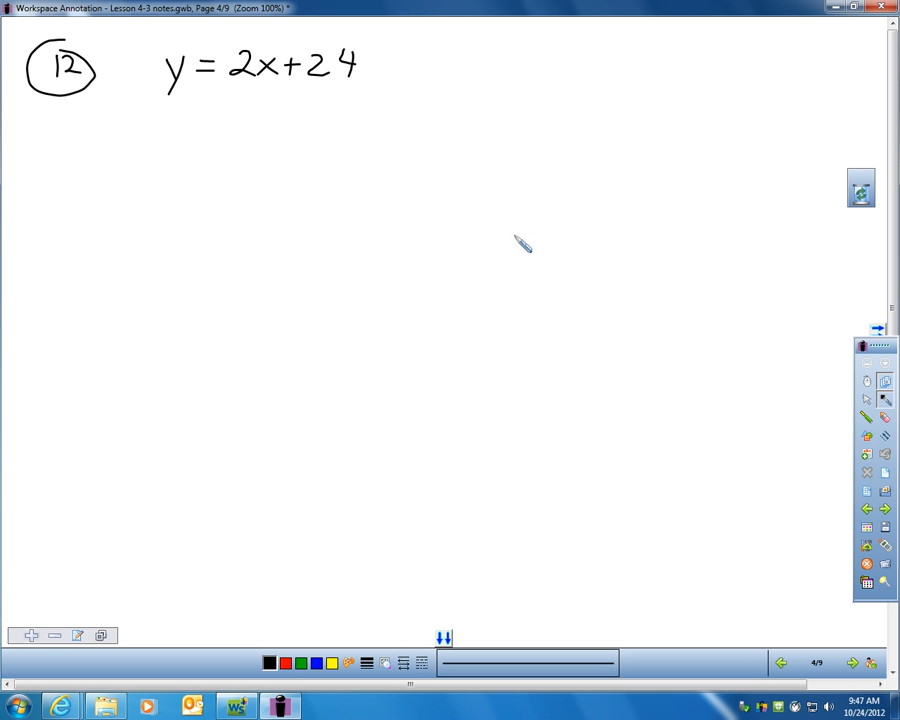 Workspace Annotation - Lesson 4-3 notes.gwb, Page 4/9 (Zoom 100%) *
12 y = 2x+24
4/9
9:47 AM
10/24/2012